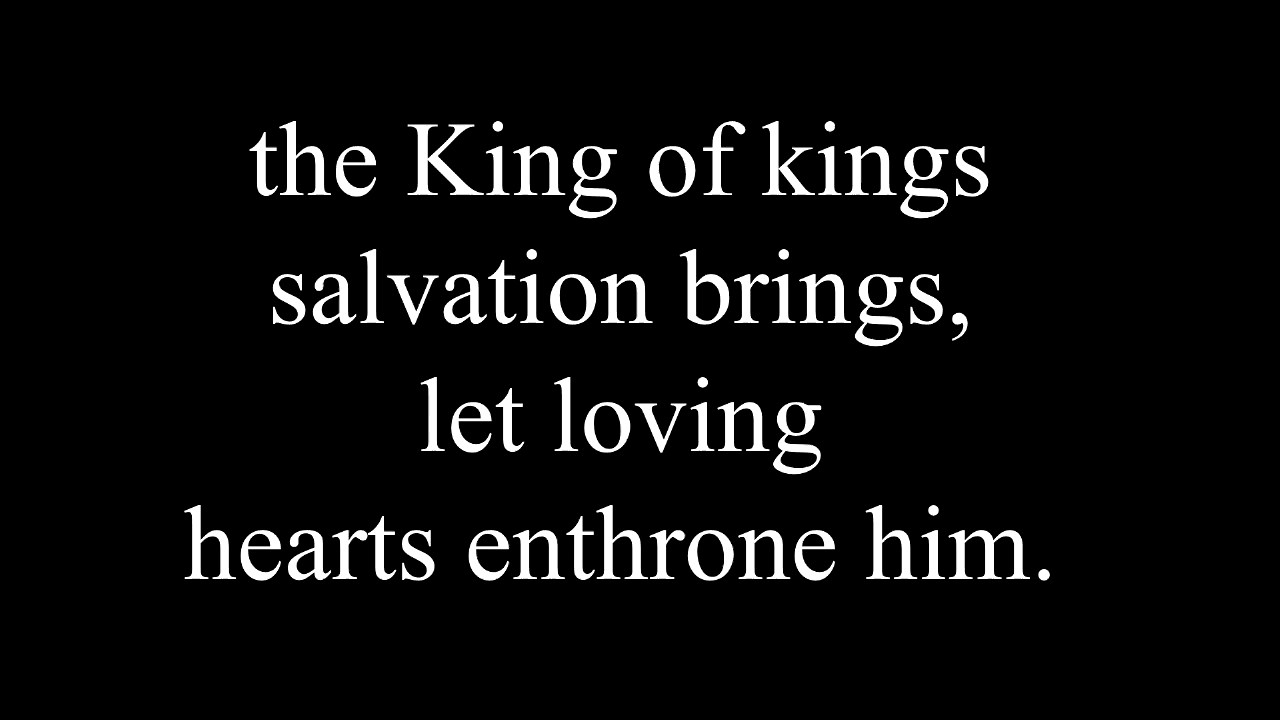 the King of kings
salvation brings,
let loving
hearts enthrone him.